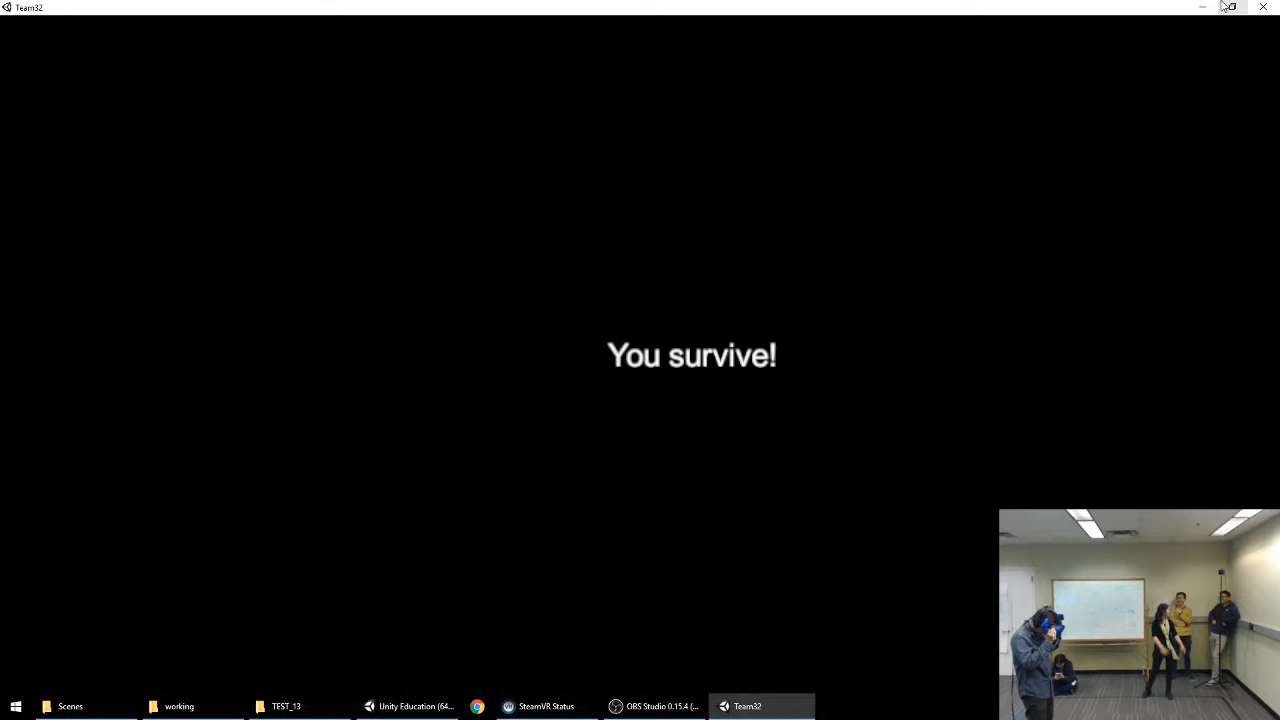 Team32
You survive!
Scenes
working
TEST_13
Unity Education (64...
SteamVR Status
OBS Studio 0.15.4 (...
Team32